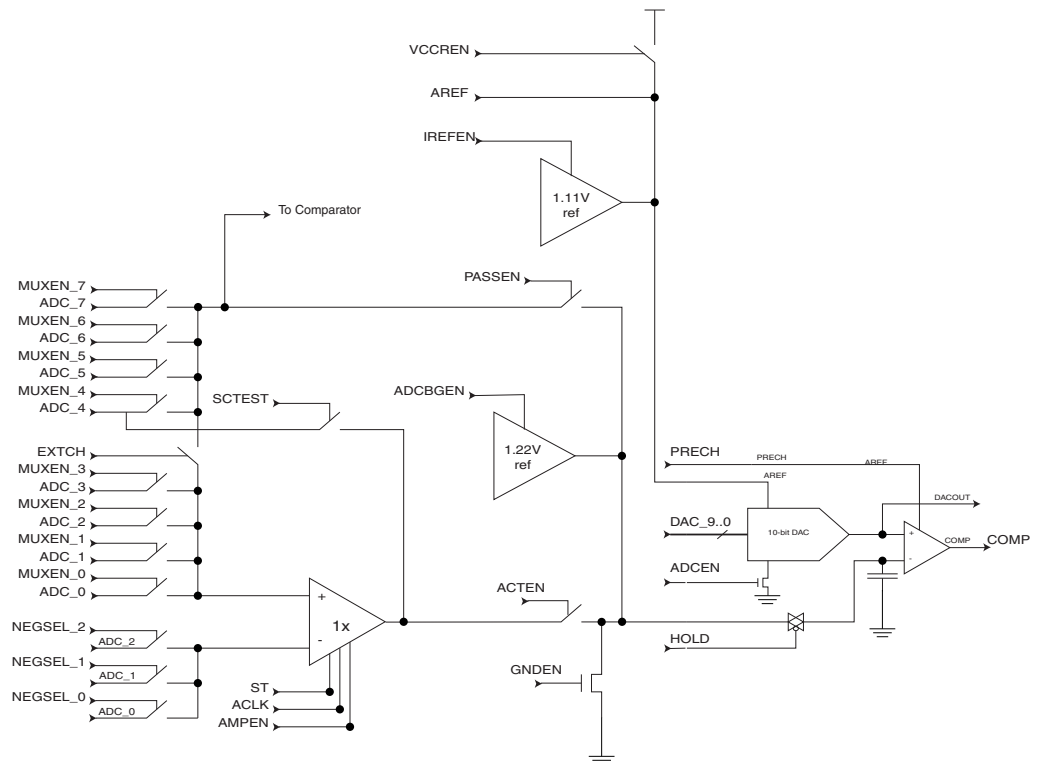 VCCREN
AREF
IREFEN
1.11V
ref
To Comparator
PASSEN
MUXEN_7
ADC_7
MUXEN_6
ADC_6
MUXEN_5
ADC_5
MUXEN_4
ADC_4
SCTEST
ADCBGEN
1.22V
ref
EXTCH
MUXEN_3
ADC_3
MUXEN_2
ADC_2
MUXEN_1
ADC_1
MUXEN_0
ADC_0
PRECH
PRECH
AREF
AREF
DACOUT
DAC_9..0
10-bit DAC
+
-
COMP
COMP
ADCEN
ACTEN
+
1x
-
NEGSEL_2
ADC_2
NEGSEL_1
ADC_1
NEGSEL_0
ADC_0
HOLD
GNDEN
ST
ACLK
AMPEN